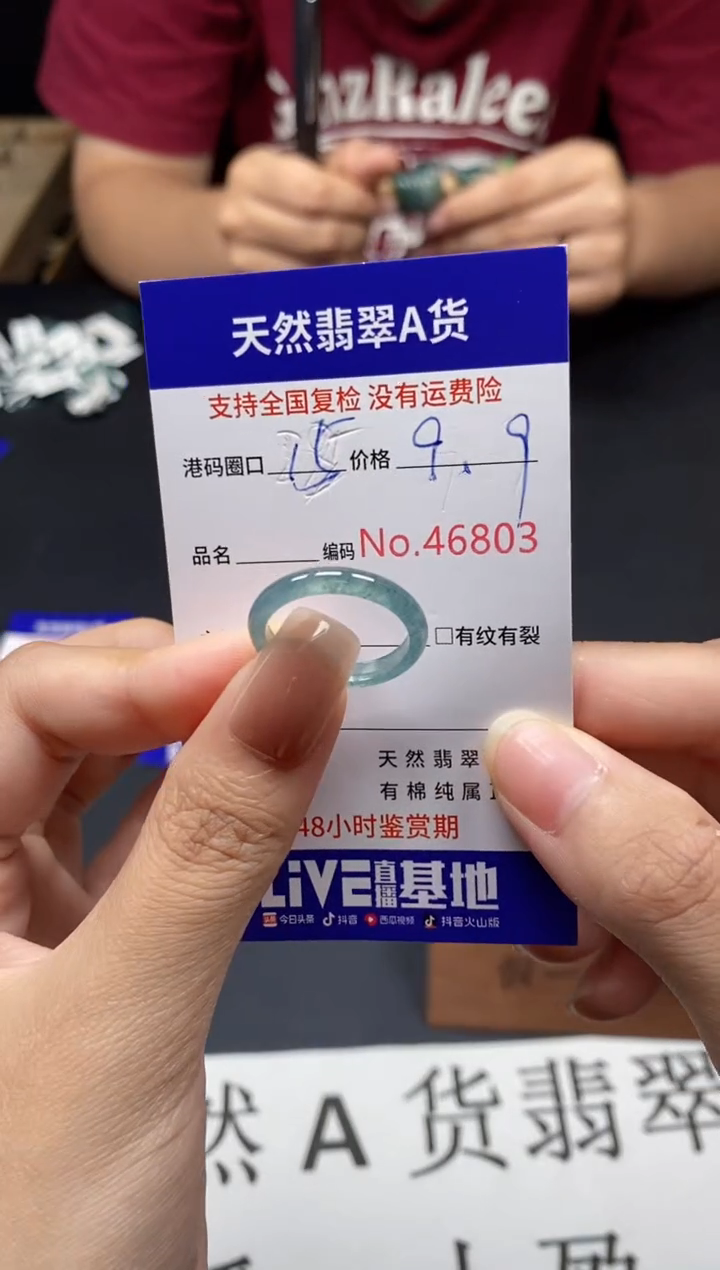 天然翡翠A货
支持全国复检 没有运费险
港码圈口 15 价格 9.9
品名 编码 No.46803
□有纹有裂
天然翡翠
有棉纯属
48小时鉴赏期
LiVE直播基地
今日头条 抖音 西瓜视频 抖音火山版
然A货翡翠